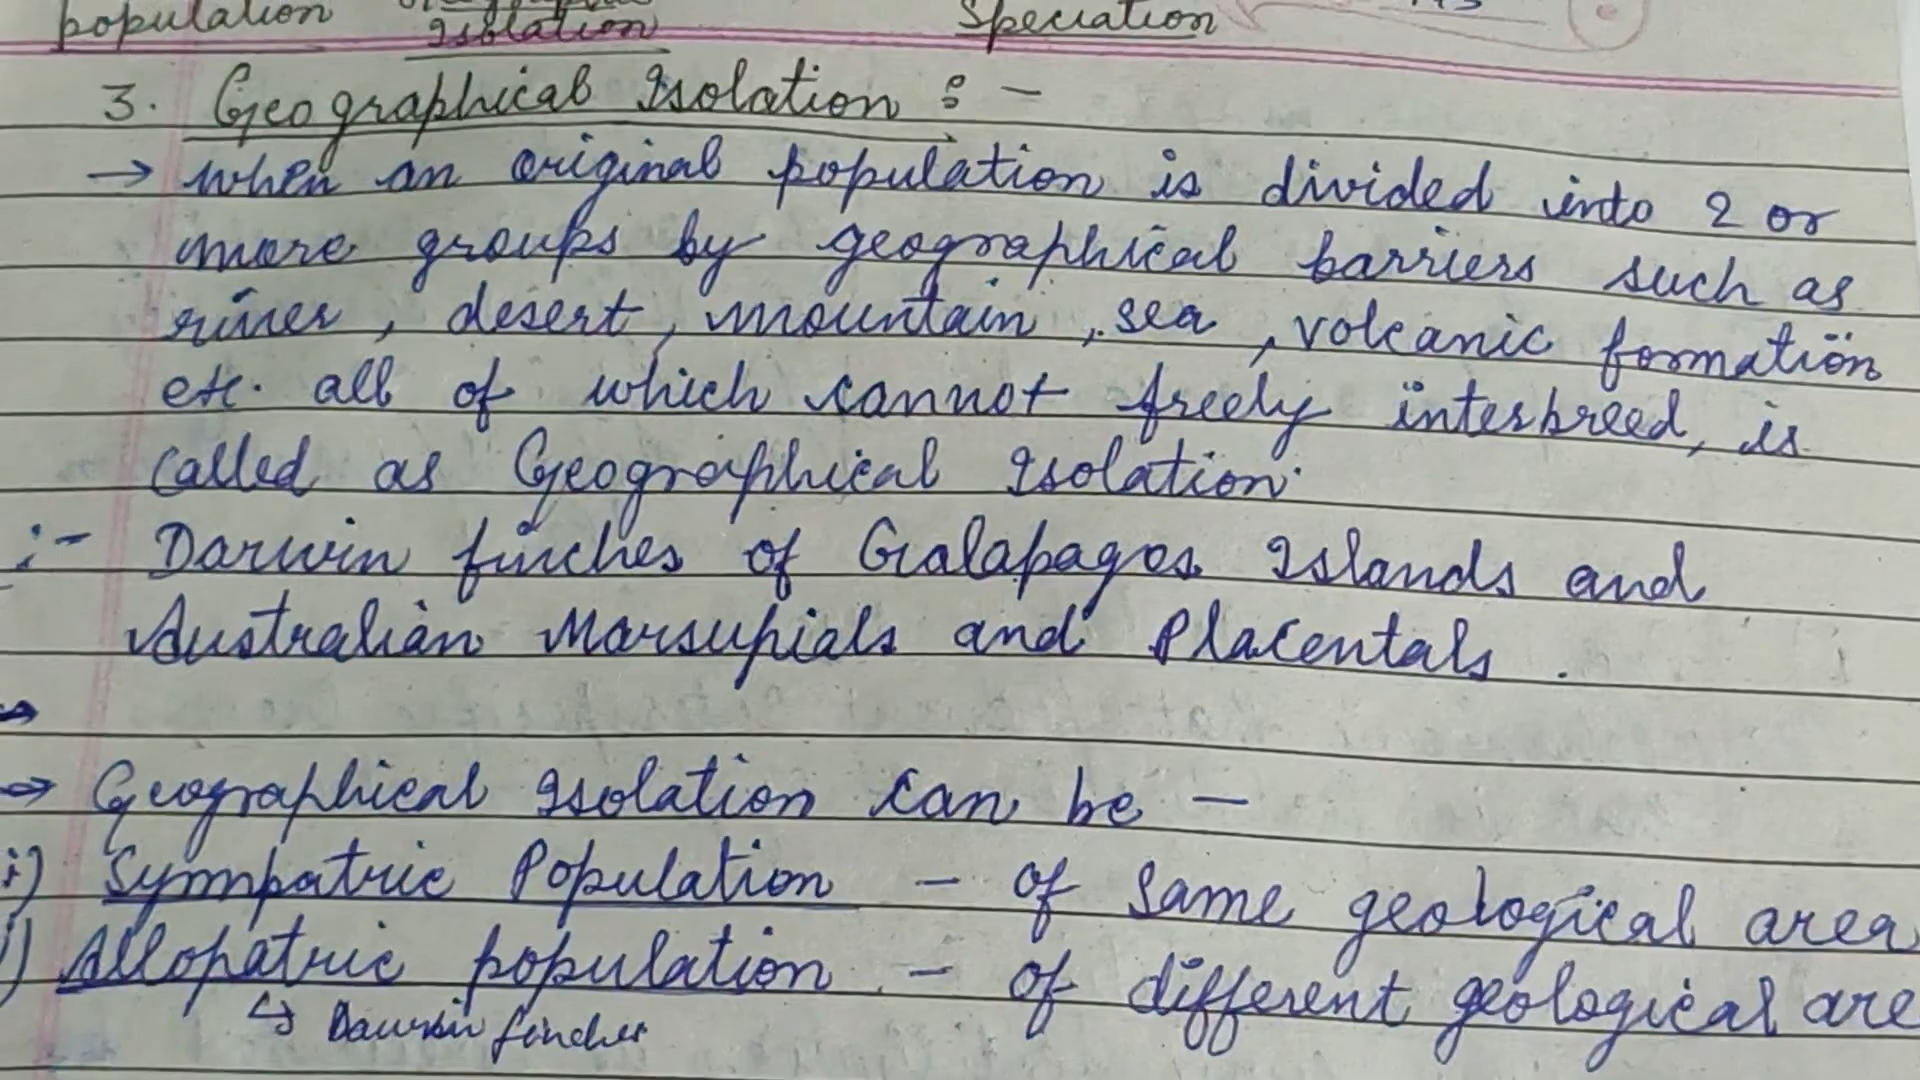 population isolation Speciation
3. Geographical Isolation :-
→ when an original population is divided into 2 or
more groups by geographical barriers such as
river, desert, mountain, sea, volcanic formation
etc. all of which cannot freely interbreed, is
called as Geographical Isolation.
:- Darwin finches of Galapagos Islands and
Australian Marsupials and Placentals.
→
⇒ Geographical Isolation can be -
i) Sympatric Population - of same geological area
i) Allopatric population - of different geological are
↳ Darwin finches